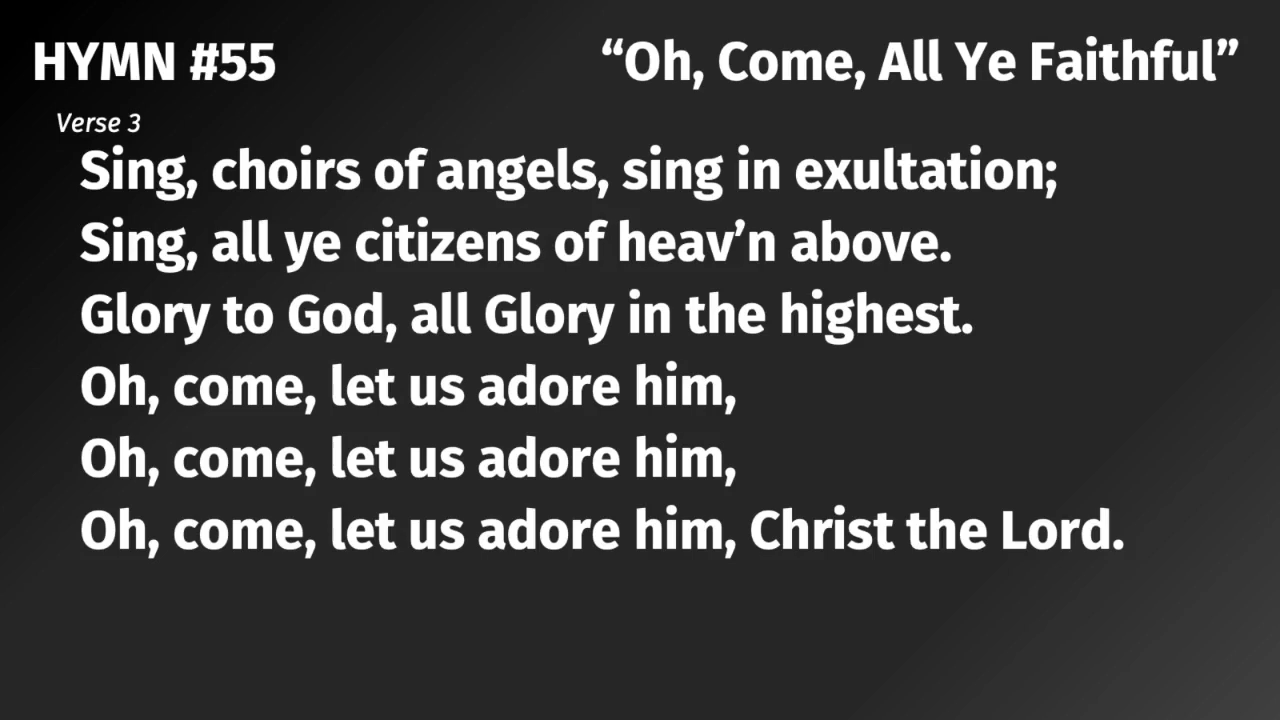 HYMN #55 “Oh, Come, All Ye Faithful”
Verse 3
Sing, choirs of angels, sing in exultation;
Sing, all ye citizens of heav’n above.
Glory to God, all Glory in the highest.
Oh, come, let us adore him,
Oh, come, let us adore him,
Oh, come, let us adore him, Christ the Lord.